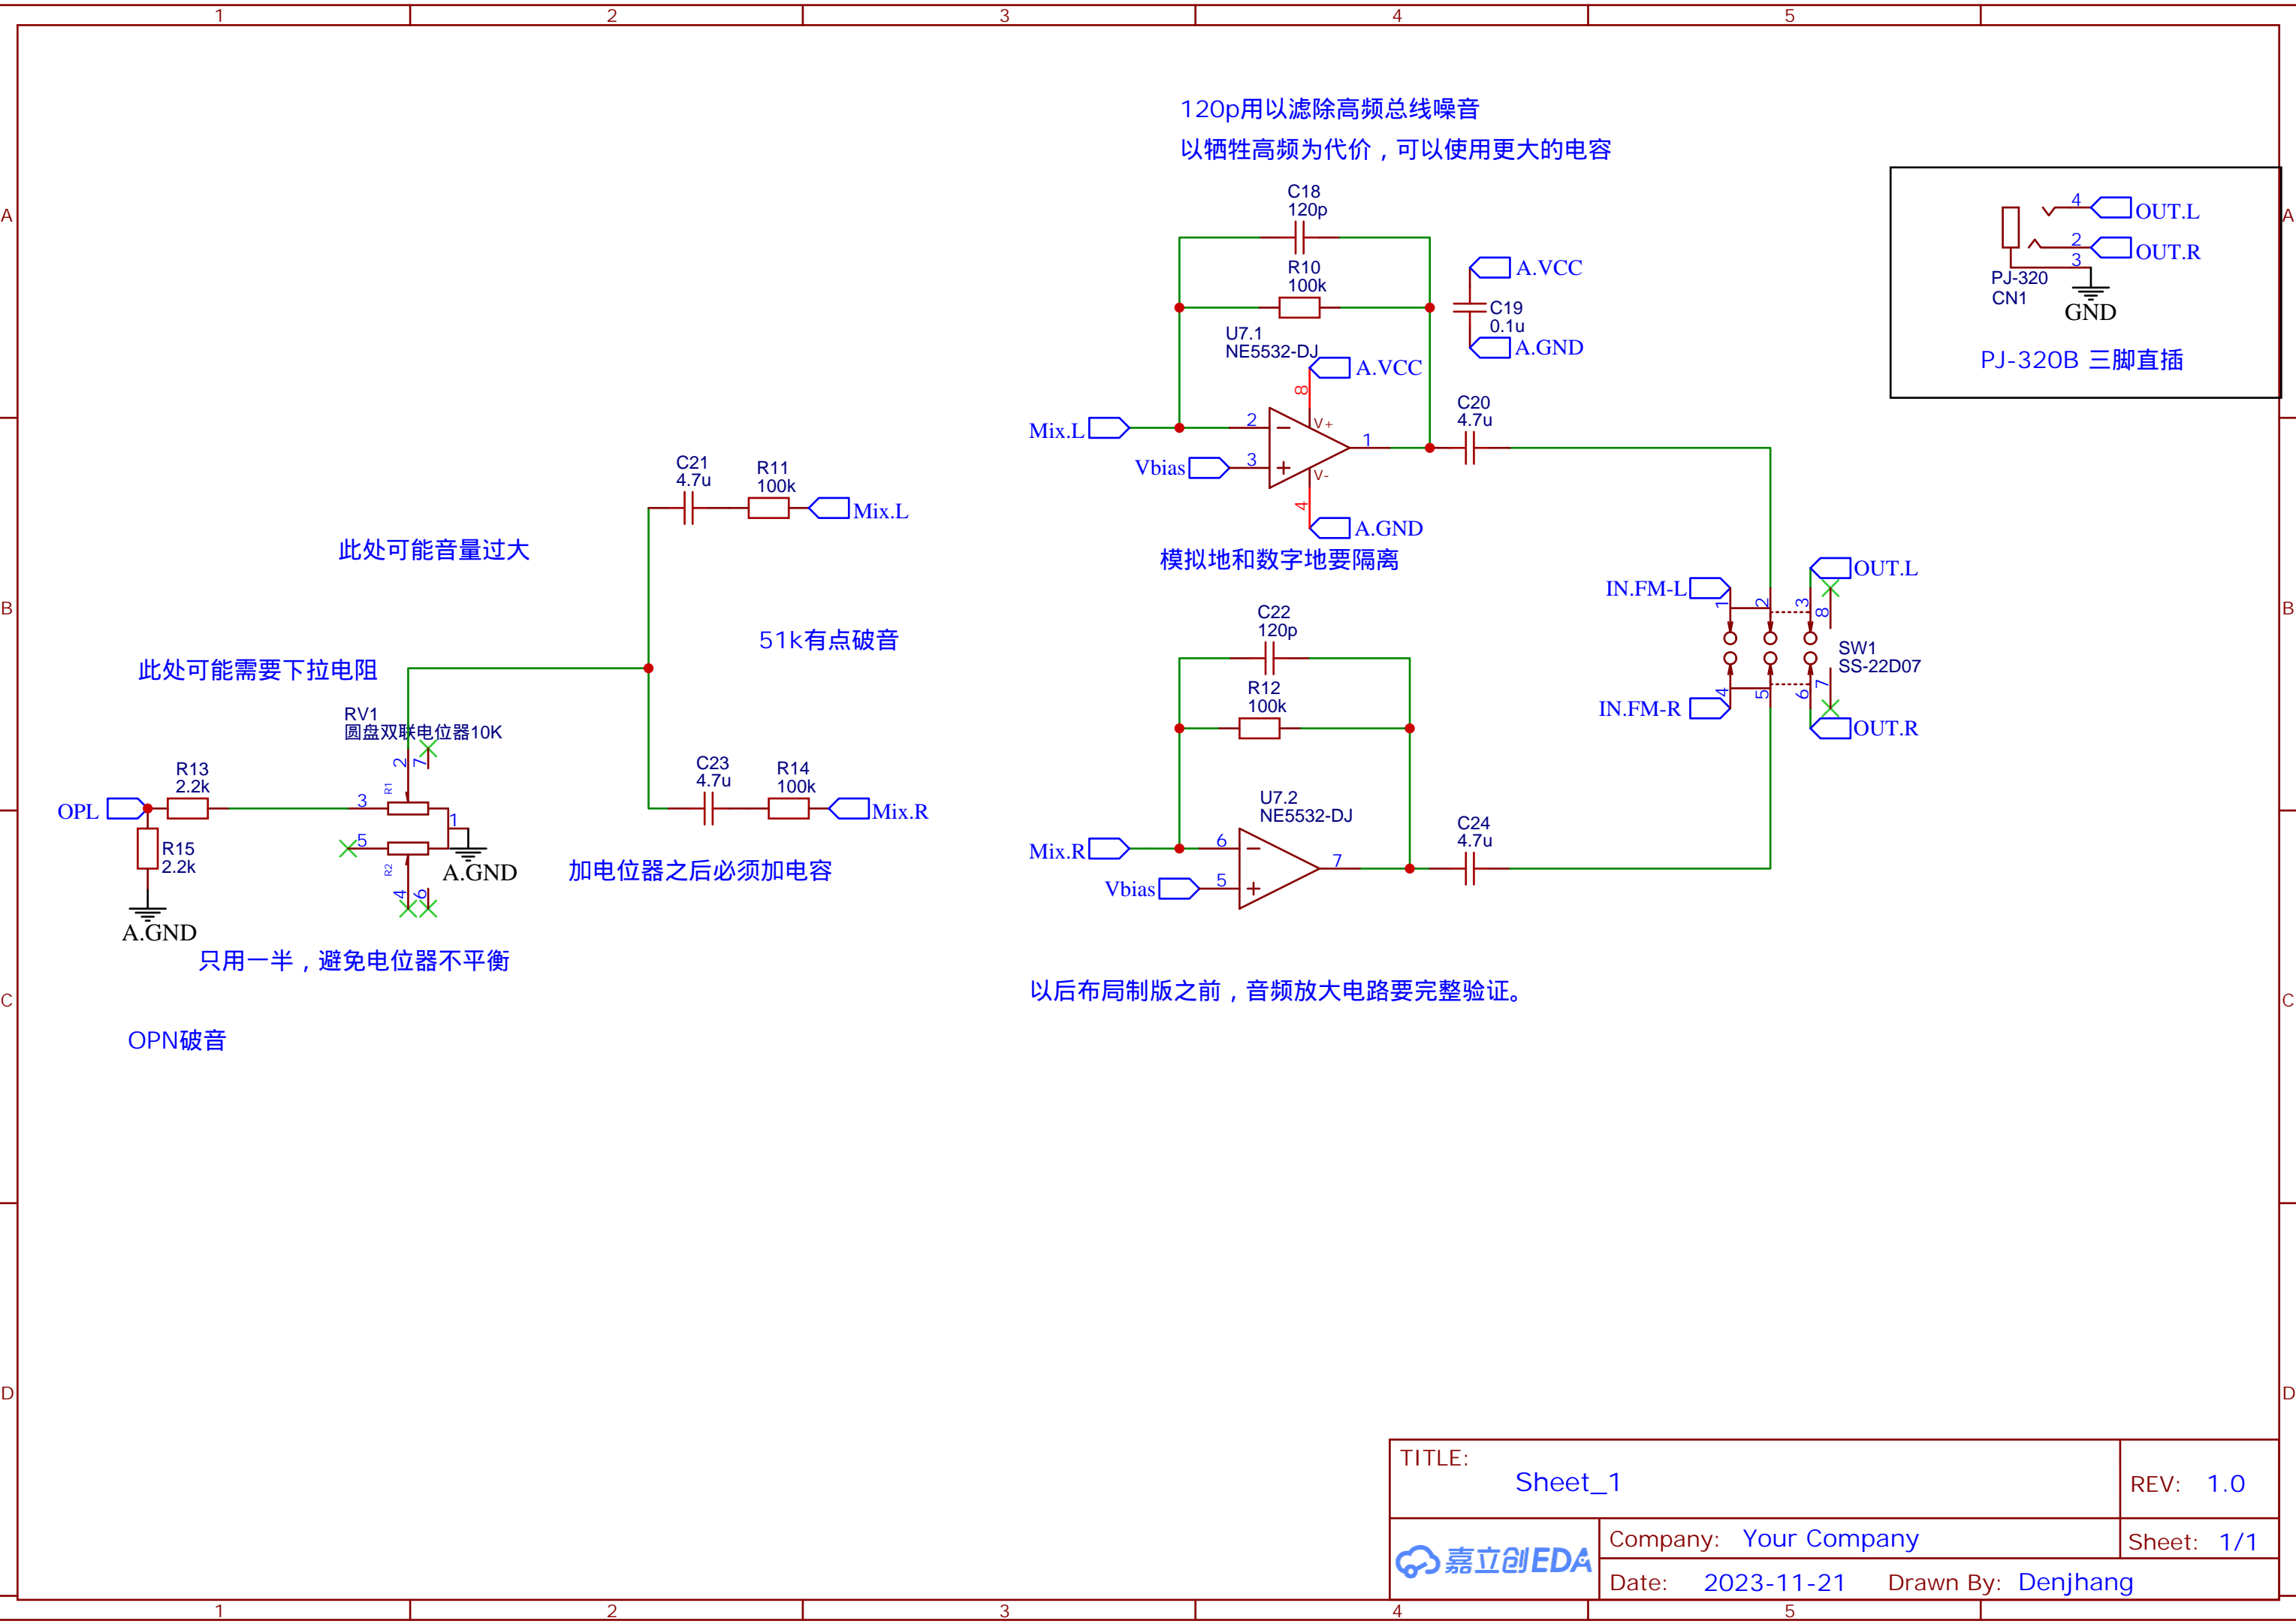 1 2 3 4 5
120p用以滤除高频总线噪音
以牺牲高频为代价，可以使用更大的电容
A
A
C18
120p
R10
100k
A.VCC
C19
0.1u
A.GND
U7.1
NE5532-DJ
A.VCC
8
V+
Mix.L
2
1
Vbias
3
V-
4
A.GND
C20
4.7u
模拟地和数字地要隔离
4
OUT.L
2
OUT.R
3
PJ-320
CN1
GND
PJ-320B 三脚直插
C21
4.7u
R11
100k
Mix.L
此处可能音量过大
B
B
51k有点破音
此处可能需要下拉电阻
RV1
圆盘双联电位器10K
2
7
R13
2.2k
OPL
3
R1
1
5
R2
4
6
A.GND
R15
2.2k
A.GND
C23
4.7u
R14
100k
Mix.R
加电位器之后必须加电容
只用一半，避免电位器不平衡
OPN破音
C22
120p
R12
100k
U7.2
NE5532-DJ
Mix.R
6
7
Vbias
5
C24
4.7u
IN.FM-L
1
2
3
8
OUT.L
SW1
SS-22D07
IN.FM-R
4
5
6
7
OUT.R
以后布局制版之前，音频放大电路要完整验证。
C
C
D
D
TITLE:
Sheet_1
REV: 1.0
嘉立创EDA
Company: Your Company
Sheet: 1/1
Date: 2023-11-21 Drawn By: Denjhang
1 2 3 4 5